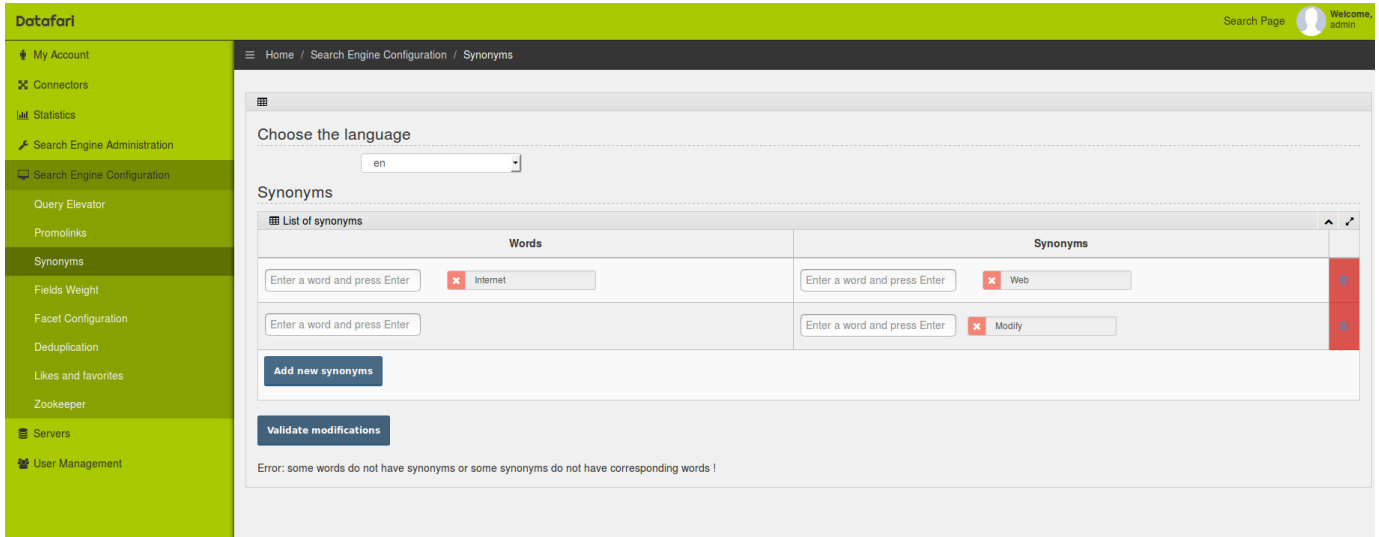 Datafari
Search Page
Welcome,
admin
My Account
Connectors
Statistics
Search Engine Administration
Search Engine Configuration
Query Elevator
Promolinks
Synonyms
Fields Weight
Facet Configuration
Deduplication
Likes and favorites
Zookeeper
Servers
User Management
Home / Search Engine Configuration / Synonyms
Choose the language
en
Synonyms
List of synonyms
Words Synonyms
Enter a word and press Enter Internet Enter a word and press Enter Web
Enter a word and press Enter Enter a word and press Enter Modify
Add new synonyms
Validate modifications
Error: some words do not have synonyms or some synonyms do not have corresponding words !